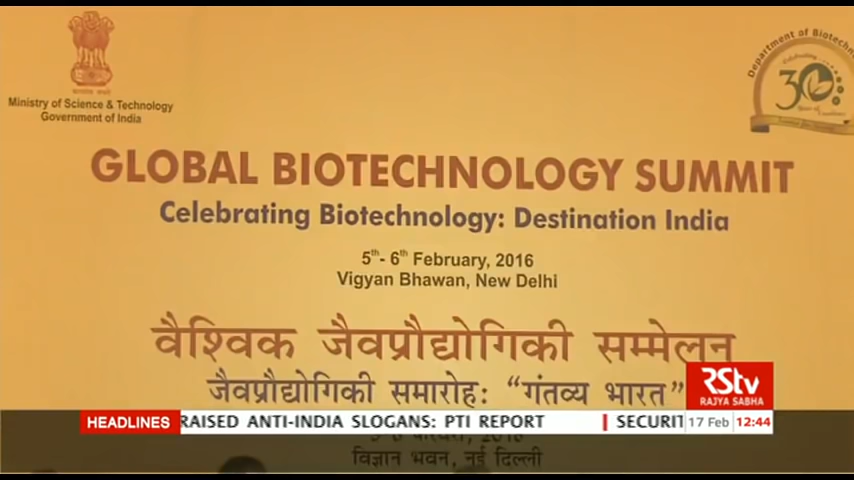 Ministry of Science & Technology
Government of India
Department of Biotechn
30
GLOBAL BIOTECHNOLOGY SUMMIT
Celebrating Biotechnology: Destination India
5th- 6th February, 2016
Vigyan Bhawan, New Delhi
वैश्विक जैवप्रौद्योगिकी सम्मेलन
जैवप्रौद्योगिकी समारोह: “गंतव्य भारत”
RStv
RAJYA SABHA
HEADLINES RAISED ANTI-INDIA SLOGANS: PTI REPORT | SECURIT 17 Feb 12:44
विज्ञान भवन, नई दिल्ली